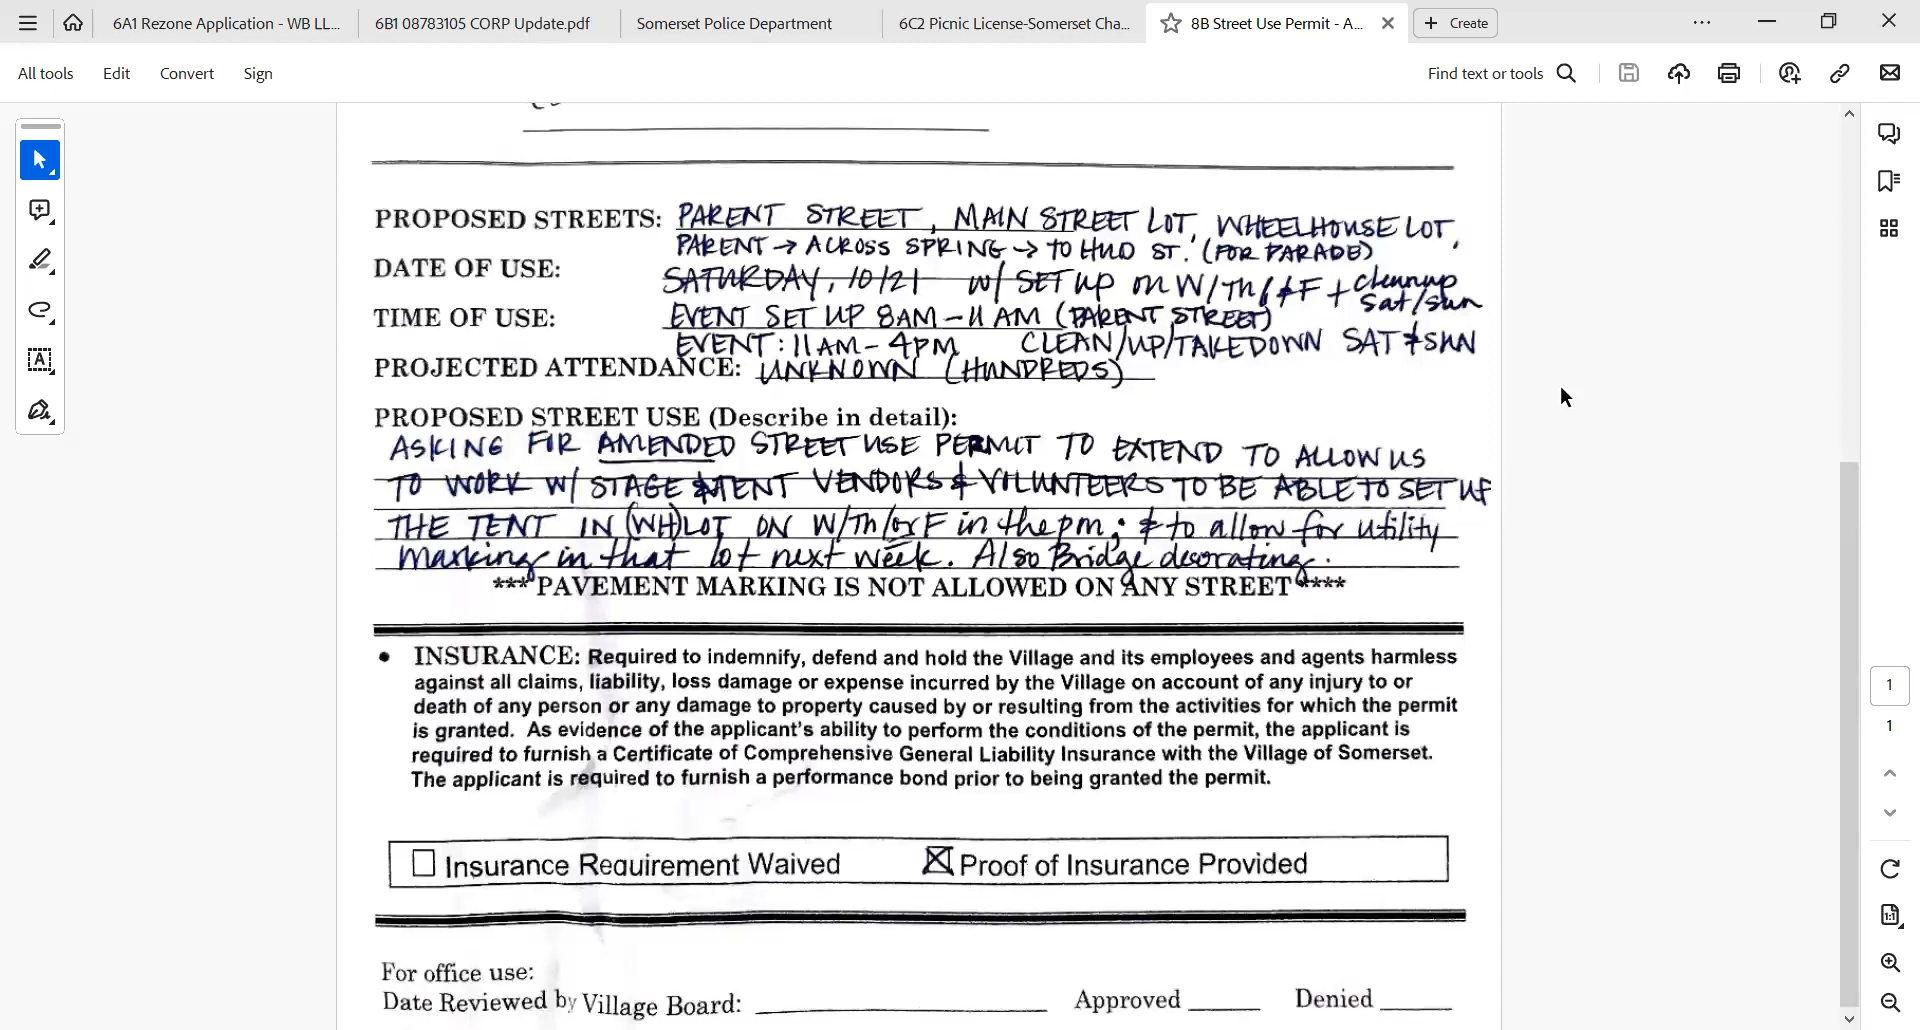 6A1 Rezone Application - WB LL...
6B1 08783105 CORP Update.pdf
Somerset Police Department
6C2 Picnic License-Somerset Cha...
8B Street Use Permit - A...
Create
All tools
Edit
Convert
Sign
Find text or tools
PROPOSED STREETS: PARENT STREET, MAIN STREET LOT, WHEELHOUSE LOT,
PARENT → ACROSS SPRING → TO HUD ST. (FOR PARADE)
DATE OF USE: SATURDAY, 10/21 w/ SET UP on W/Th/&F + cleanup
Sat/sun
TIME OF USE: EVENT SET UP 8AM-11AM (PARENT STREET)
EVENT: 11AM-4PM CLEAN/UP/TAKEDOWN SAT & SUN
PROJECTED ATTENDANCE: UNKNOWN (HUNDREDS)
PROPOSED STREET USE (Describe in detail):
ASKING FOR AMENDED STREET USE PERMIT TO EXTEND TO ALLOW US
TO WORK W/ STAGE & TENT VENDORS & VOLUNTEERS TO BE ABLE TO SET UP
THE TENT IN (WH) LOT ON W/Th/or F in the pm; & to allow for utility
marking in that lot next week. Also Bridge decorating.
*** PAVEMENT MARKING IS NOT ALLOWED ON ANY STREET ****
• INSURANCE: Required to indemnify, defend and hold the Village and its employees and agents harmless
against all claims, liability, loss damage or expense incurred by the Village on account of any injury to or
death of any person or any damage to property caused by or resulting from the activities for which the permit
is granted. As evidence of the applicant's ability to perform the conditions of the permit, the applicant is
required to furnish a Certificate of Comprehensive General Liability Insurance with the Village of Somerset.
The applicant is required to furnish a performance bond prior to being granted the permit.
Insurance Requirement Waived
Proof of Insurance Provided
For office use:
Date Reviewed by Village Board: Approved Denied
1
1